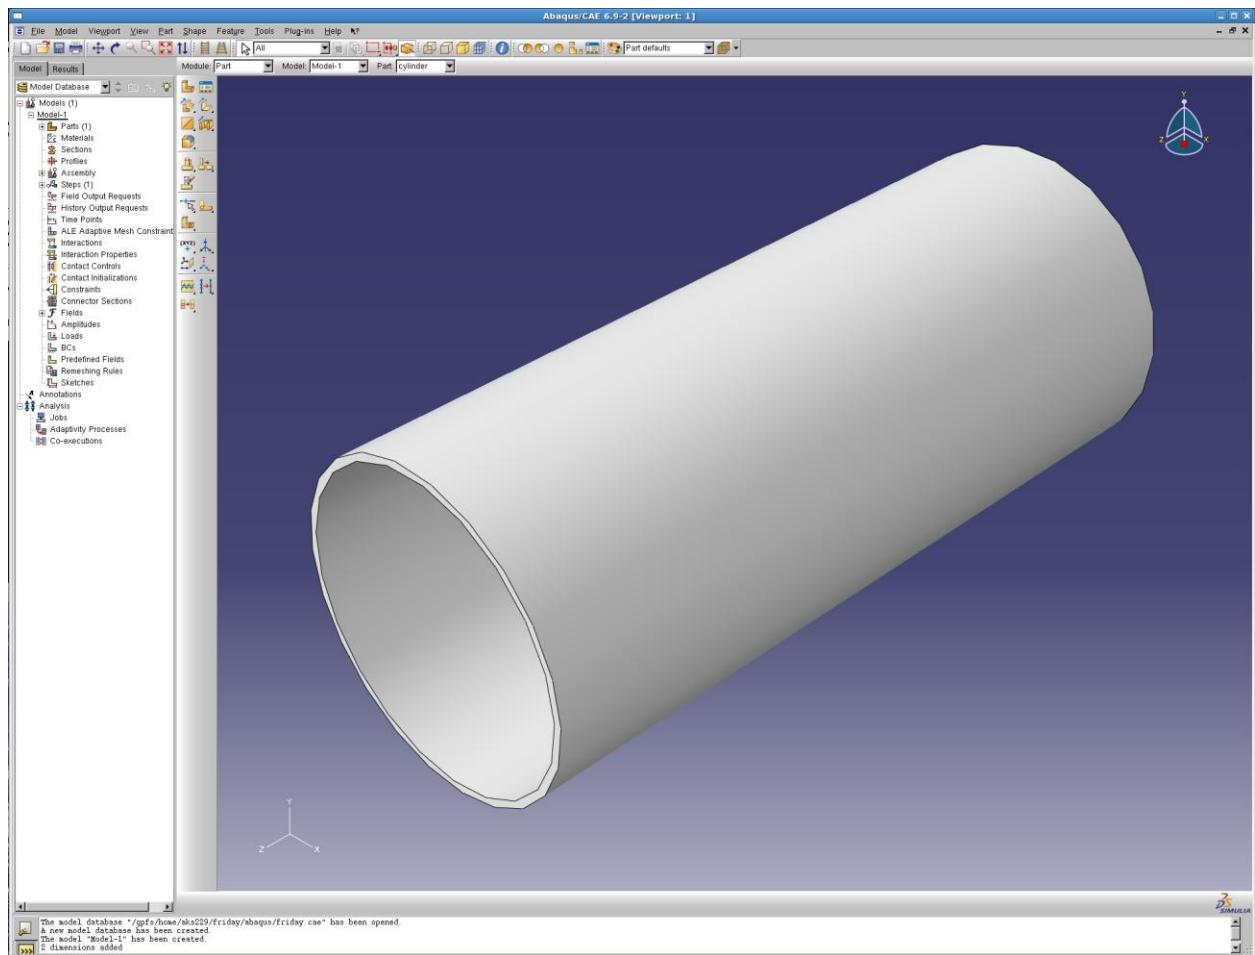 Abaqus/CAE 6.9-2 [Viewport: 1]
File Model Viewport View Part Shape Feature Tools Plug-ins Help
All Part defaults
Model Results Module: Part Model: Model-1 Part: cylinder
Model Database
Models (1)
Model-1
Parts (1)
Materials
Sections
Profiles
Assembly
Steps (1)
Field Output Requests
History Output Requests
Time Points
ALE Adaptive Mesh Constraint
Interactions
Interaction Properties
Contact Controls
Contact Initializations
Constraints
Connector Sections
Fields
Amplitudes
Loads
BCs
Predefined Fields
Remeshing Rules
Sketches
Annotations
Analysis
Jobs
Adaptivity Processes
Co-executions
(XYZ)
Y
Z X
Y
Z X
SIMULIA
The model database "/gpfs/home/aks229/friday/abaqus/friday.cae" has been opened.
A new model database has been created.
The model "Model-1" has been created.
2 dimensions added
>>>